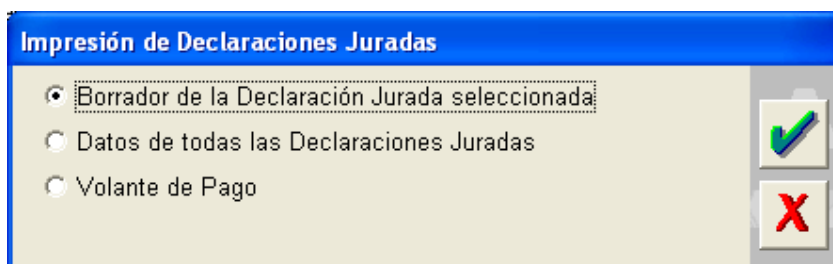 Impresión de Declaraciones Juradas
Borrador de la Declaración Jurada seleccionada
Datos de todas las Declaraciones Juradas
Volante de Pago